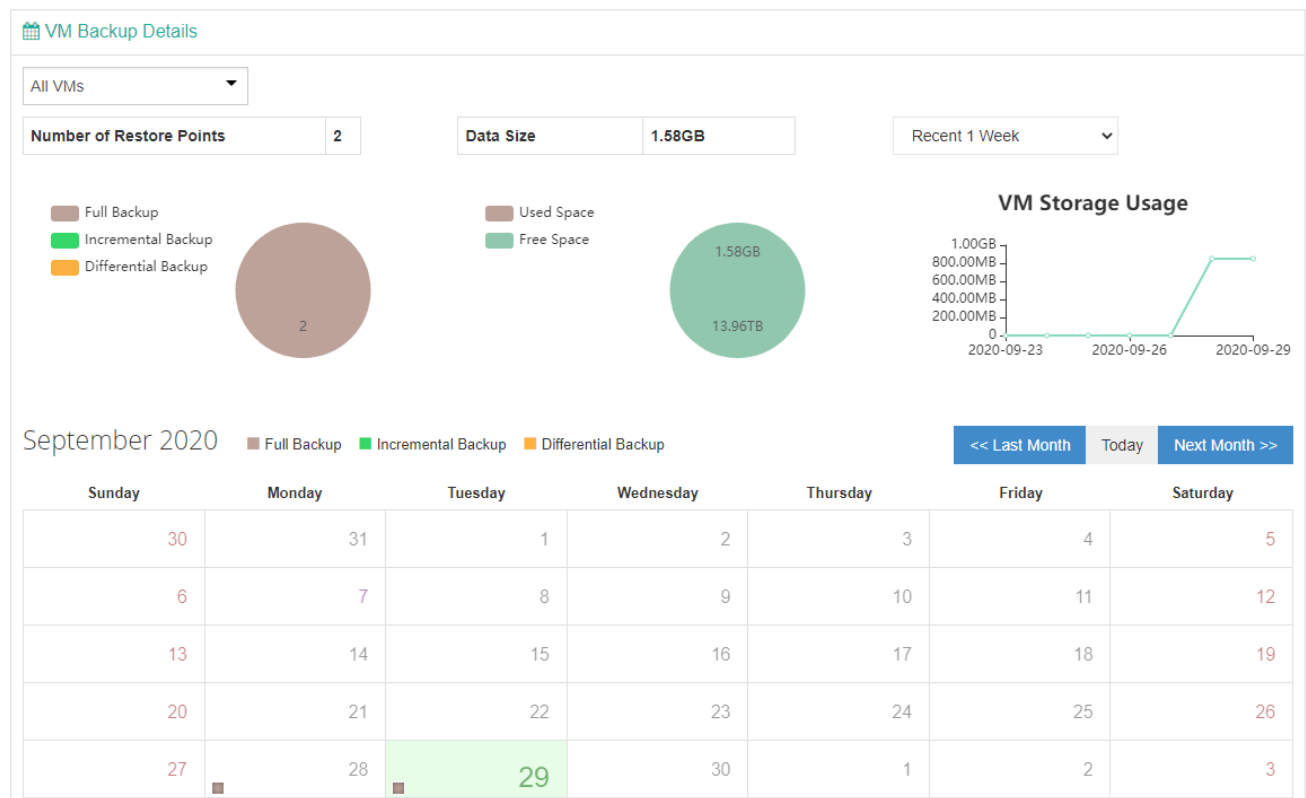 VM Backup Details
All VMs
Number of Restore Points 2 Data Size 1.58GB Recent 1 Week
Full Backup
Incremental Backup
Differential Backup
2
Used Space
Free Space
1.58GB
13.96TB
VM Storage Usage
1.00GB
800.00MB
600.00MB
400.00MB
200.00MB
0
2020-09-23 2020-09-26 2020-09-29
September 2020 Full Backup Incremental Backup Differential Backup << Last Month Today Next Month >>
Sunday Monday Tuesday Wednesday Thursday Friday Saturday
30 31 1 2 3 4 5
6 7 8 9 10 11 12
13 14 15 16 17 18 19
20 21 22 23 24 25 26
27 28 29 30 1 2 3